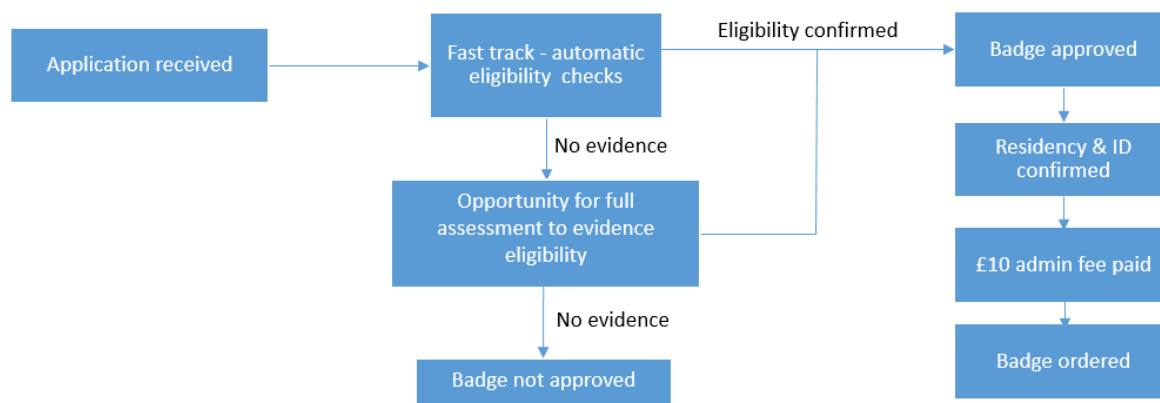 Application received
Fast track - automatic
eligibility checks
Eligibility confirmed
Badge approved
No evidence
Residency & ID
confirmed
Opportunity for full
assessment to evidence
eligibility
£10 admin fee paid
No evidence
Badge not approved
Badge ordered